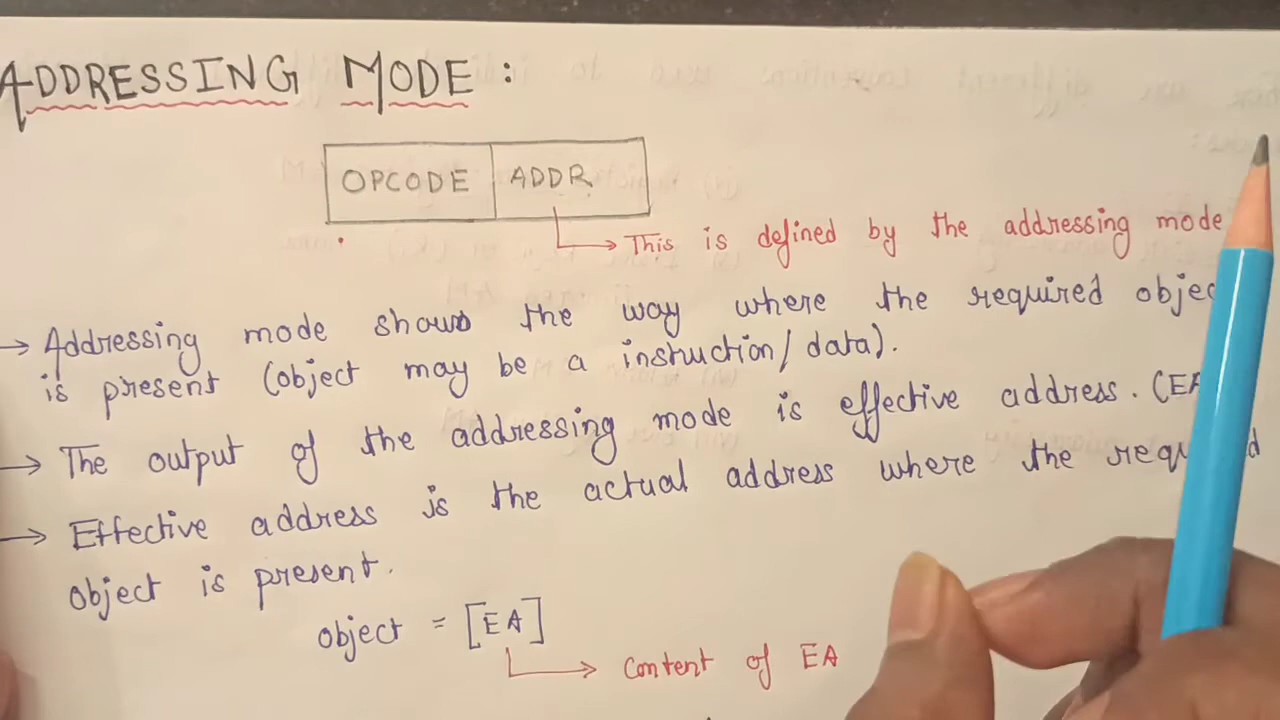 ADDRESSING MODE:
OPCODE ADDR
→ This is defined by the addressing mode
→ Addressing mode shows the way where the required objec
is present (object may be a instruction/data).
→ The output of the addressing mode is effective address. (EA
→ Effective address is the actual address where the
object is present.
object = [EA]
→ Content of EA